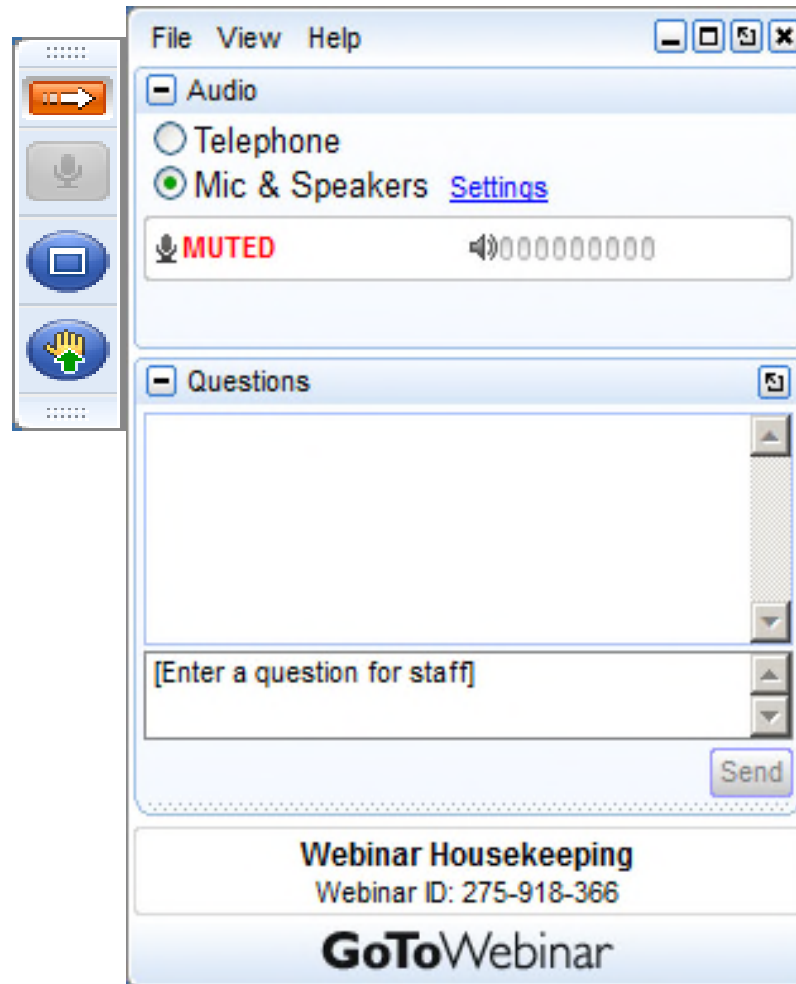 File View Help
Audio
Telephone
Mic & Speakers Settings
MUTED 000000000
Questions
[Enter a question for staff]
Send
Webinar Housekeeping
Webinar ID: 275-918-366
GoToWebinar